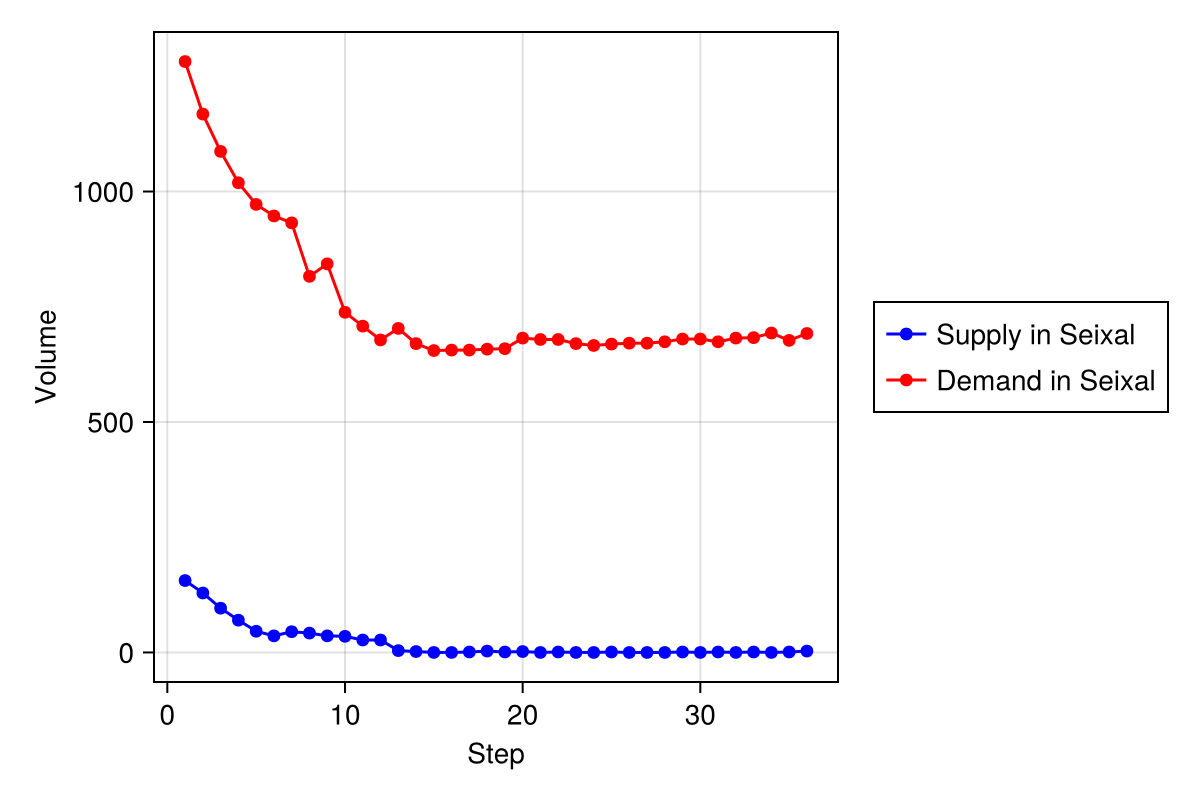 Volume
1000
500
0
0 10 20 30
Step
Supply in Seixal
Demand in Seixal